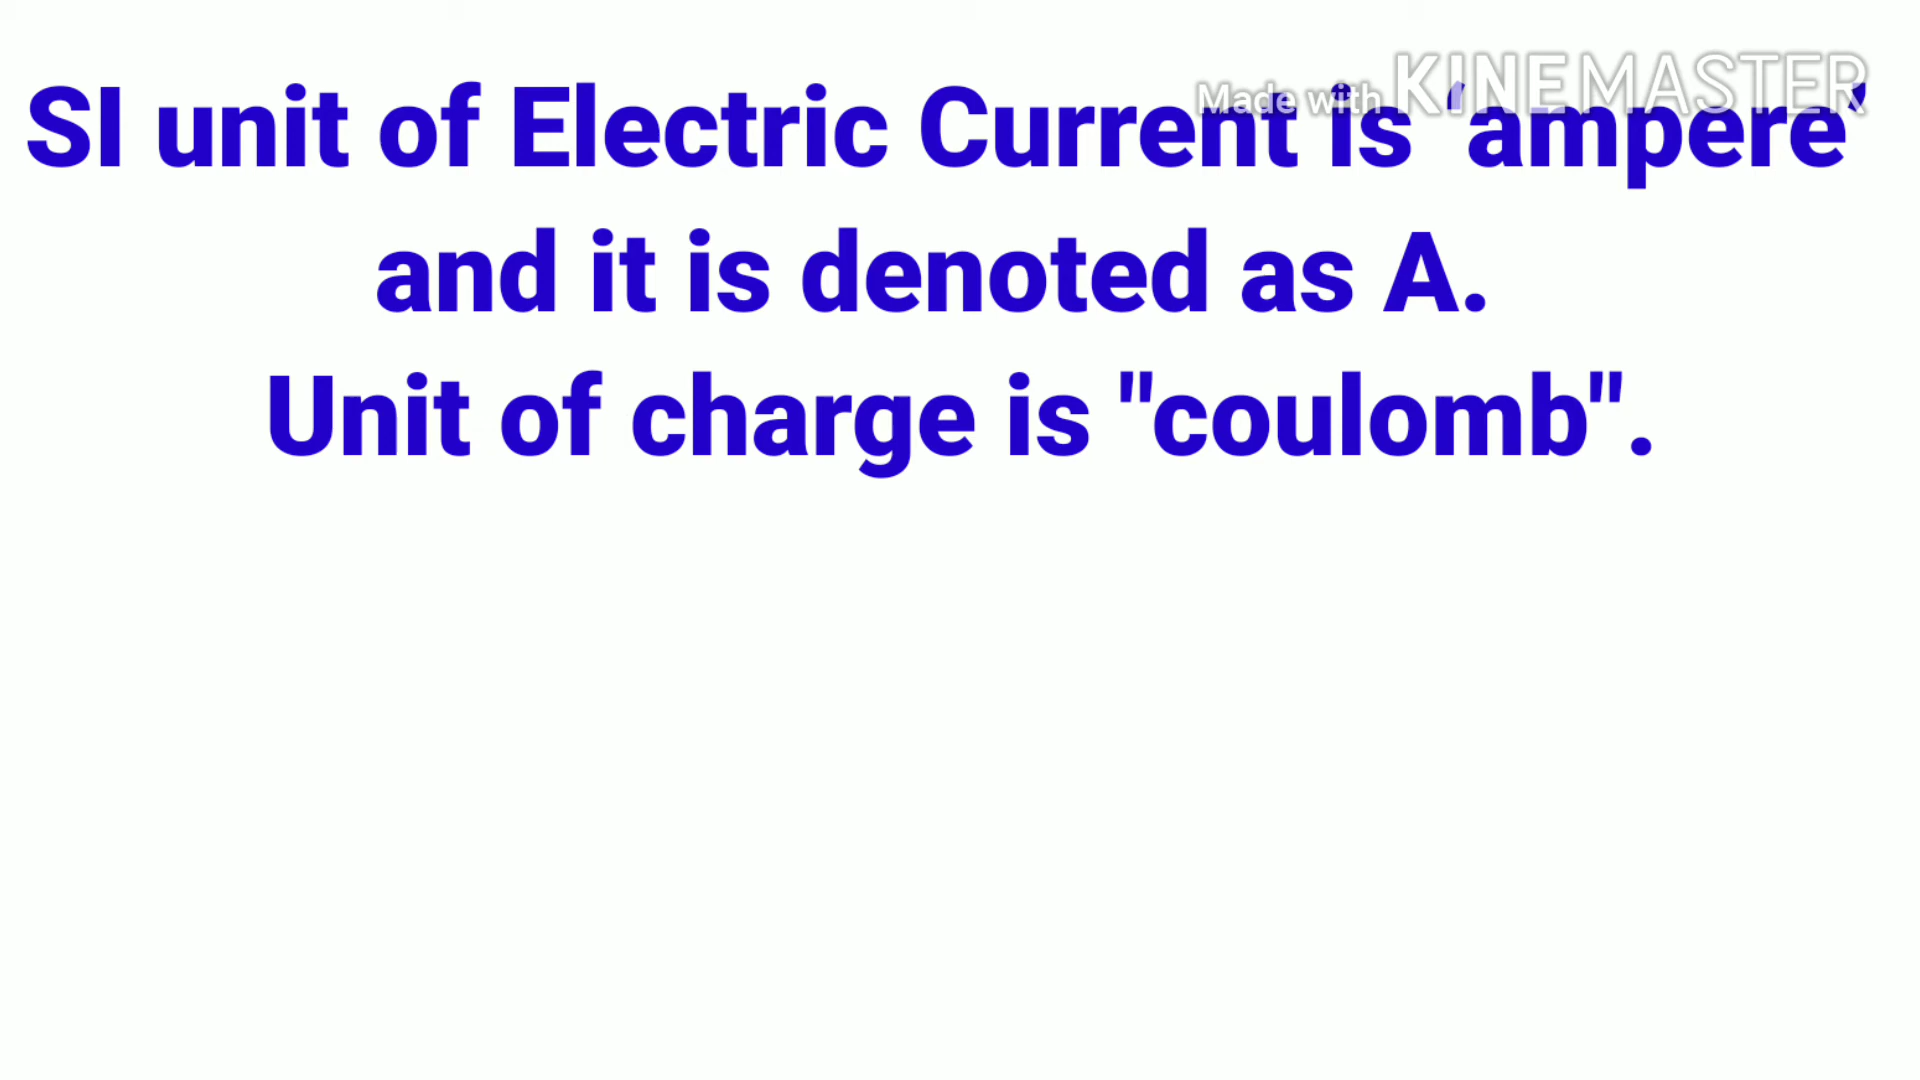 Made with KINEMASTER
SI unit of Electric Current is ‘ampere’
and it is denoted as A.
Unit of charge is "coulomb".